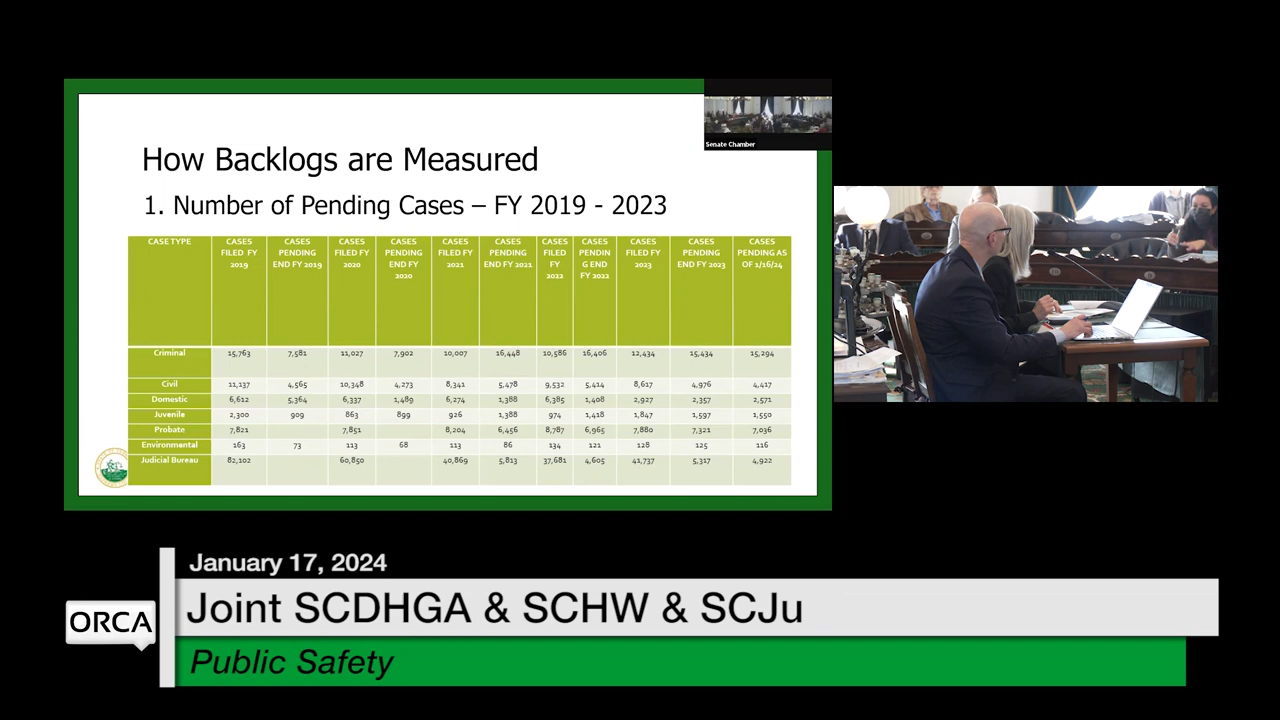 Senate Chamber
How Backlogs are Measured
1. Number of Pending Cases – FY 2019 - 2023
CASE TYPE CASES FILED FY 2019 CASES PENDING END FY 2019 CASES FILED FY 2020 CASES PENDING END FY 2020 CASES FILED FY 2021 CASES PENDING END FY 2021 CASES FILED FY 2022 CASES PENDIN G END FY 2022 CASES FILED FY 2023 CASES PENDING END FY 2023 CASES PENDING AS OF 1/16/24
Criminal 15,763 7,581 11,027 7,902 10,007 16,448 10,586 16,406 12,434 15,434 15,294
Civil 11,137 4,565 10,348 4,273 8,341 5,478 9,532 5,414 8,617 4,976 4,417
Domestic 6,612 5,364 6,337 1,489 6,274 1,388 6,385 1,408 2,927 2,357 2,571
Juvenile 2,300 909 863 899 926 1,388 974 1,418 1,847 1,597 1,550
Probate 7,821 7,851 8,204 6,456 8,787 6,965 7,880 7,321 7,036
Environmental 163 73 113 68 113 86 134 121 128 125 116
Judicial Bureau 82,102 60,850 40,869 5,813 37,681 4,605 41,737 5,317 4,922
January 17, 2024
ORCA
Joint SCDHGA & SCHW & SCJu
Public Safety